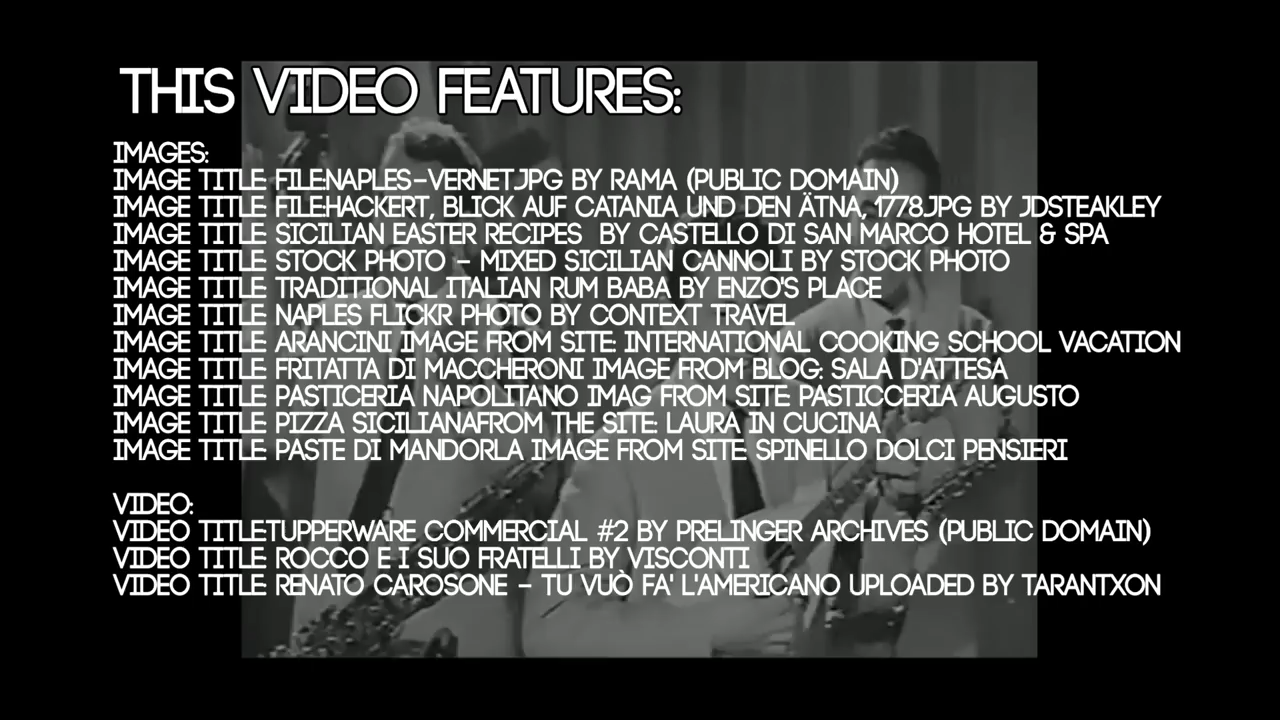 THIS VIDEO FEATURES:
IMAGES:
IMAGE TITLE: FILE:NAPLES-VERNET.JPG BY RAMA (PUBLIC DOMAIN)
IMAGE TITLE: FILE:HACKERT, BLICK AUF CATANIA UND DEN ÄTNA, 1778.JPG BY JDSTEAKLEY
IMAGE TITLE: SICILIAN EASTER RECIPES BY CASTELLO DI SAN MARCO HOTEL & SPA
IMAGE TITLE: STOCK PHOTO - MIXED SICILIAN CANNOLI BY STOCK PHOTO
IMAGE TITLE: TRADITIONAL ITALIAN RUM BABA BY ENZO'S PLACE
IMAGE TITLE: NAPLES FLICKR PHOTO BY CONTEXT TRAVEL
IMAGE TITLE: ARANCINI IMAGE FROM SITE: INTERNATIONAL COOKING SCHOOL VACATION
IMAGE TITLE: FRITATTA DI MACCHERONI IMAGE FROM BLOG: SALA D'ATTESA
IMAGE TITLE: PASTICERIA NAPOLITANO IMAG FROM SITE: PASTICCERIA AUGUSTO
IMAGE TITLE: PIZZA SICILIANAFROM THE SITE: LAURA IN CUCINA
IMAGE TITLE: PASTE DI MANDORLA IMAGE FROM SITE: SPINELLO DOLCI PENSIERI
VIDEO:
VIDEO TITLE:TUPPERWARE COMMERCIAL #2 BY PRELINGER ARCHIVES (PUBLIC DOMAIN)
VIDEO TITLE: ROCCO E I SUO FRATELLI BY VISCONTI
VIDEO TITLE: RENATO CAROSONE - TU VUÒ FA' L'AMERICANO UPLOADED BY TARANTXON